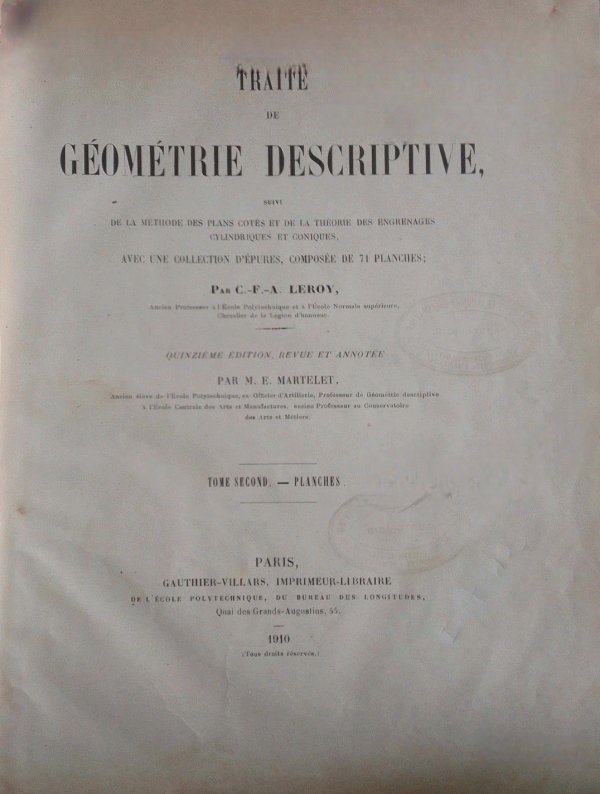 TRAITÉ
DE
GÉOMÉTRIE DESCRIPTIVE,
SUIVI
DE LA MÉTHODE DES PLANS COTÉS ET DE LA THÉORIE DES ENGRENAGES
CYLINDRIQUES ET CONIQUES,
AVEC UNE COLLECTION D'ÉPURES, COMPOSÉE DE 71 PLANCHES;
PAR C.-F.-A. LEROY,
Ancien Professeur à l'École Polytechnique et à l'École Normale supérieure,
Chevalier de la Légion d'honneur.
QUINZIÈME ÉDITION, REVUE ET ANNOTÉE
PAR M. E. MARTELET,
Ancien élève de l'École Polytechnique, ex-Officier d'Artillerie, Professeur de Géométrie descriptive
à l'École Centrale des Arts et Manufactures, ancien Professeur au Conservatoire
des Arts et Métiers.
TOME SECOND. — PLANCHES.
PARIS,
GAUTHIER-VILLARS, IMPRIMEUR-LIBRAIRE
DE L'ÉCOLE POLYTECHNIQUE, DU BUREAU DES LONGITUDES,
Quai des Grands-Augustins, 55.
1910
(Tous droits réservés.)